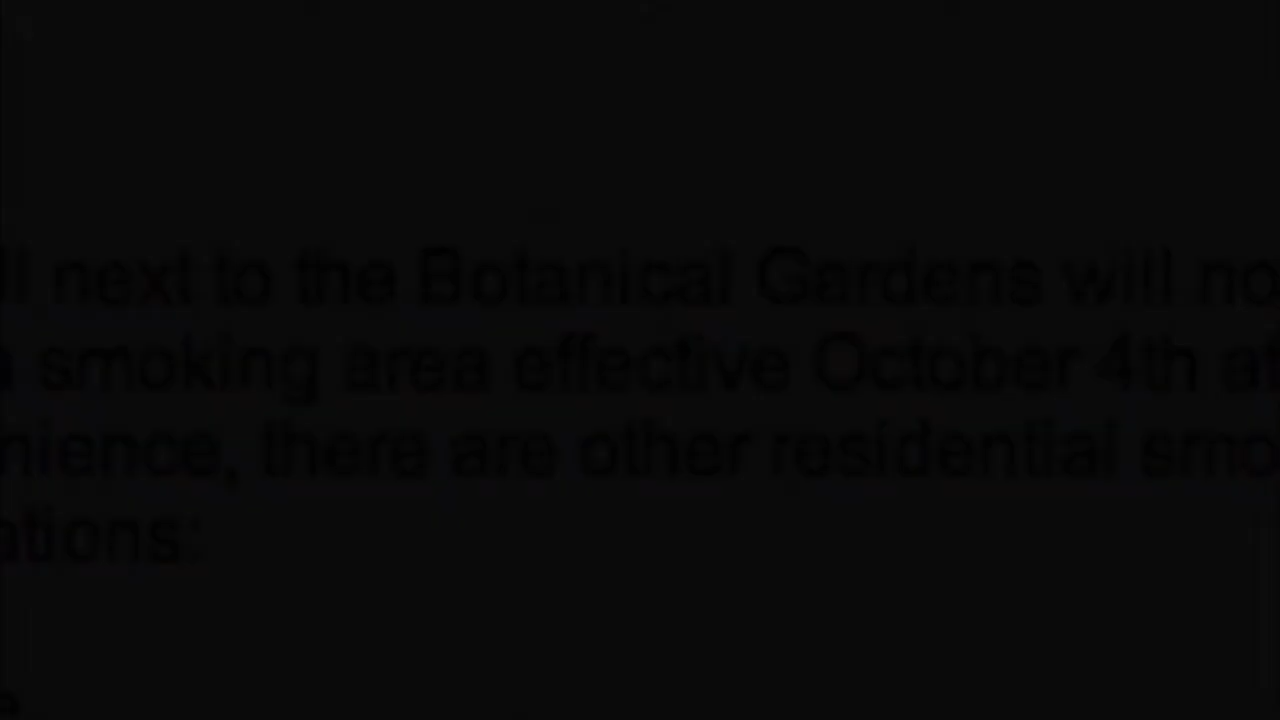 ll next to the Botanical Gardens will no
a smoking area effective October 4th at
nience, there are other residential smo
ations:
e